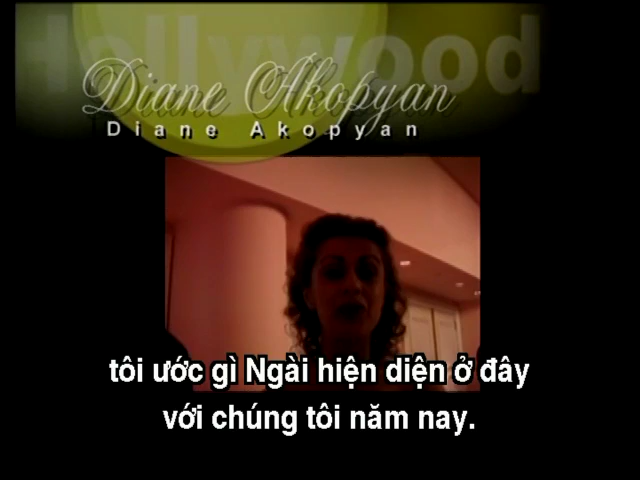 Hollywood
Diane Akopyan
Diane Akopyan
tôi ước gì Ngài hiện diện ở đây
với chúng tôi năm nay.